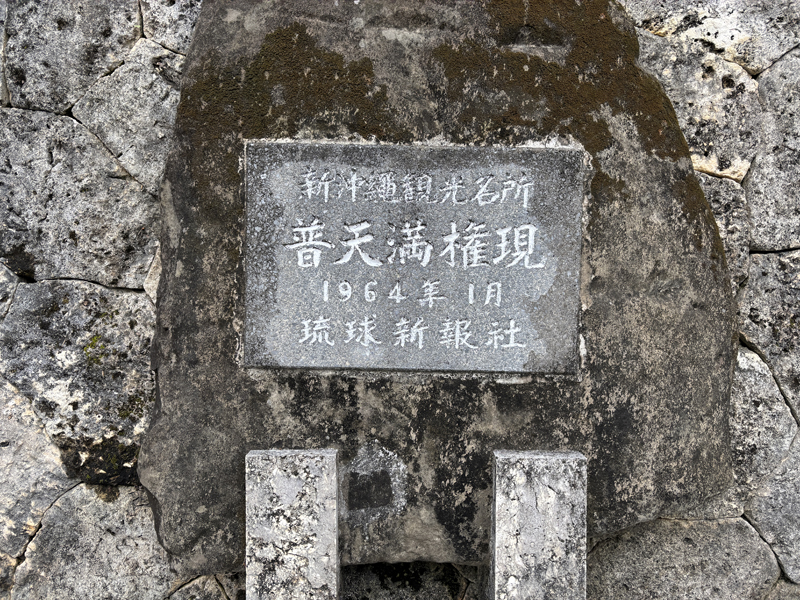 新沖縄観光名所
普天満権現
1964年 1月
琉球新報社